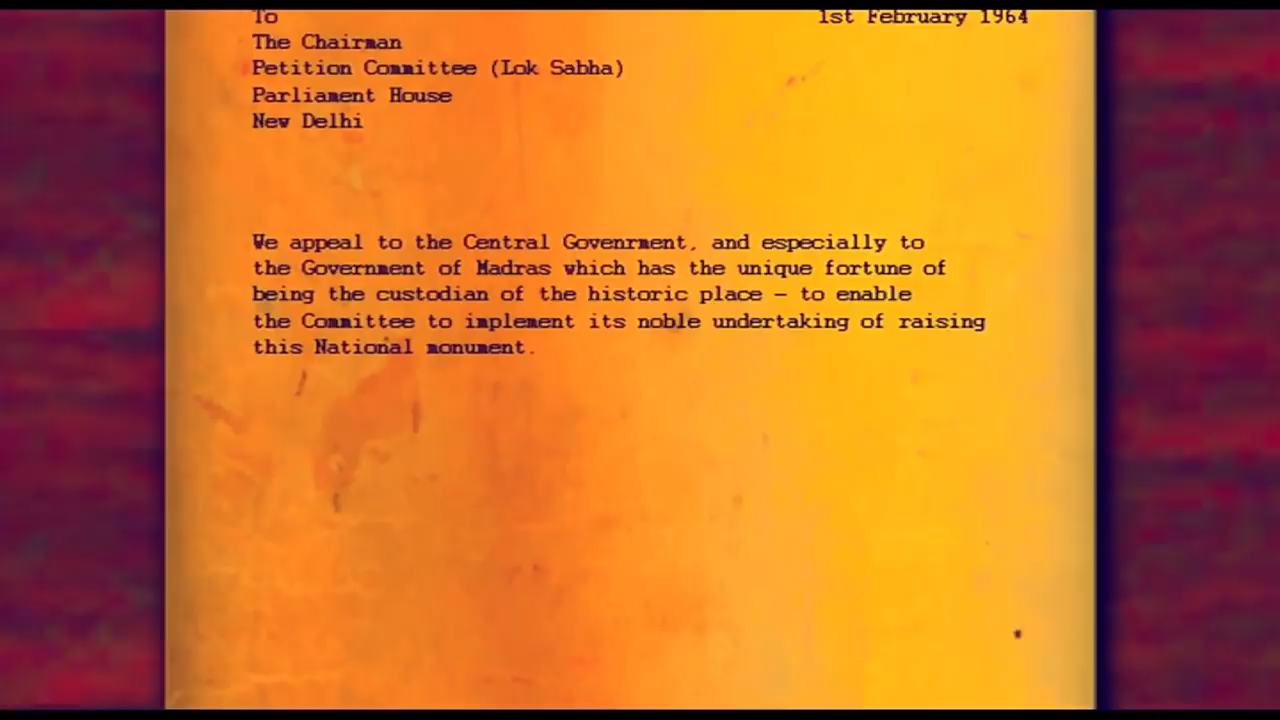 To 1st February 1964
The Chairman
Petition Committee (Lok Sabha)
Parliament House
New Delhi
We appeal to the Central Govenrment, and especially to
the Government of Madras which has the unique fortune of
being the custodian of the historic place - to enable
the Committee to implement its noble undertaking of raising
this National monument.